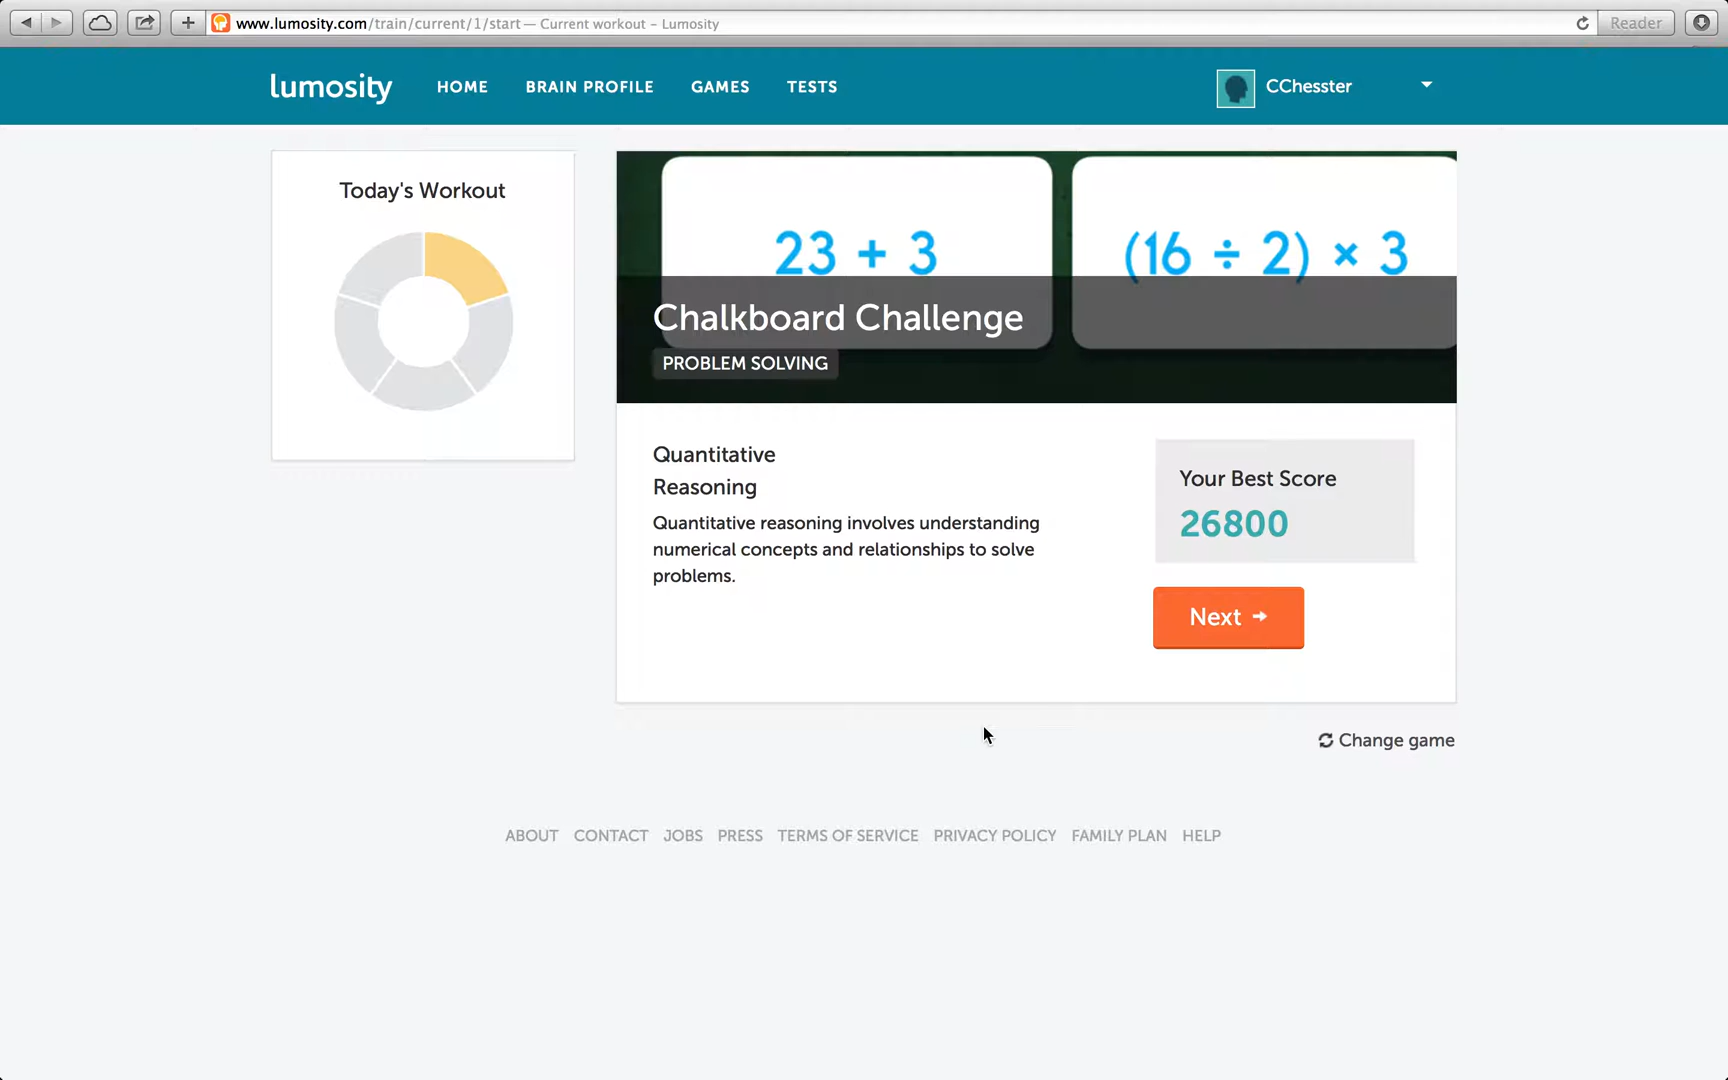 www.lumosity.com/train/current/1/start — Current workout – Lumosity
Reader
lumosity
HOME
BRAIN PROFILE
GAMES
TESTS
CChesster
Today's Workout
23 + 3
(16 ÷ 2) × 3
Chalkboard Challenge
PROBLEM SOLVING
Quantitative
Reasoning
Quantitative reasoning involves understanding
numerical concepts and relationships to solve
problems.
Your Best Score
26800
Next
Change game
ABOUT
CONTACT
JOBS
PRESS
TERMS OF SERVICE
PRIVACY POLICY
FAMILY PLAN
HELP